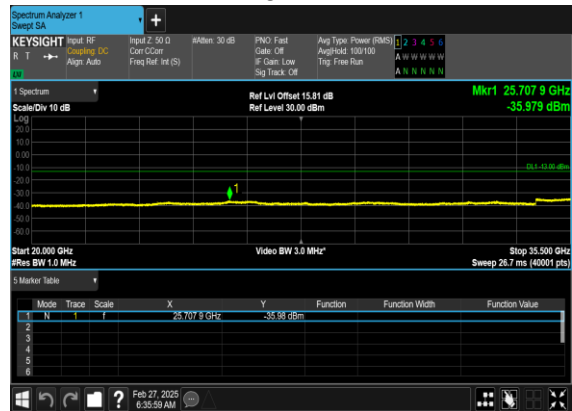 Spectrum Analyzer 1
Swept SA
+
KEYSIGHT Input: RF Input Z: 50 Ω #Atten: 30 dB PNO: Fast Avg Type: Power (RMS) 1 2 3 4 5 6
R T Coupling: DC Corr CCorr Gate: Off Avg|Hold: 100/100 A W W W W W
Align: Auto Freq Ref: Int (S) IF Gain: Low Trig: Free Run
Sig Track: Off A N N N N N
1 Spectrum
Ref Lvl Offset 15.81 dB Mkr1 25.707 9 GHz
Scale/Div 10 dB Ref Level 30.00 dBm -35.979 dBm
Log
20.0
10.0
0.00
-10.0
DL1 -13.00 dBm
-20.0
1
-30.0
-40.0
-50.0
-60.0
Start 20.000 GHz Video BW 3.0 MHz* Stop 35.500 GHz
#Res BW 1.0 MHz Sweep 26.7 ms (40001 pts)
5 Marker Table
Mode Trace Scale X Y Function Function Width Function Value
1 N 1 f 25.707 9 GHz -35.98 dBm
2
3
4
5
6
? Feb 27, 2025
6:35:59 AM